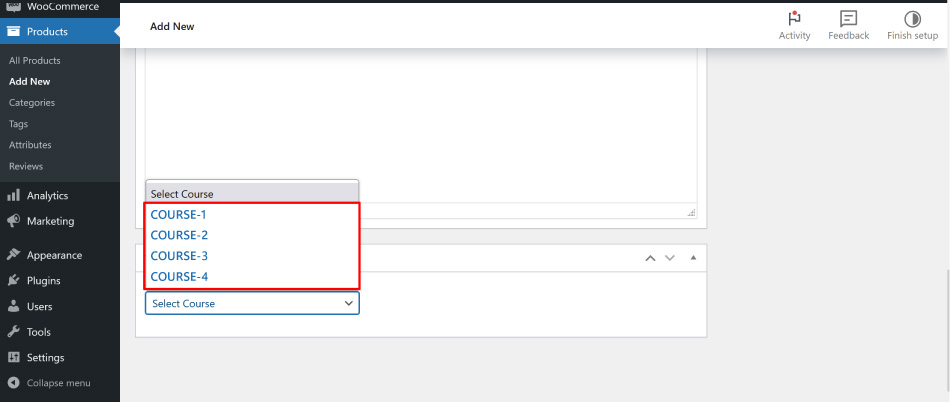 WooCommerce
Products
All Products
Add New
Categories
Tags
Attributes
Reviews
Analytics
Marketing
Appearance
Plugins
Users
Tools
Settings
Collapse menu
Add New
Activity
Feedback
Finish setup
Select Course
COURSE-1
COURSE-2
COURSE-3
COURSE-4
Select Course